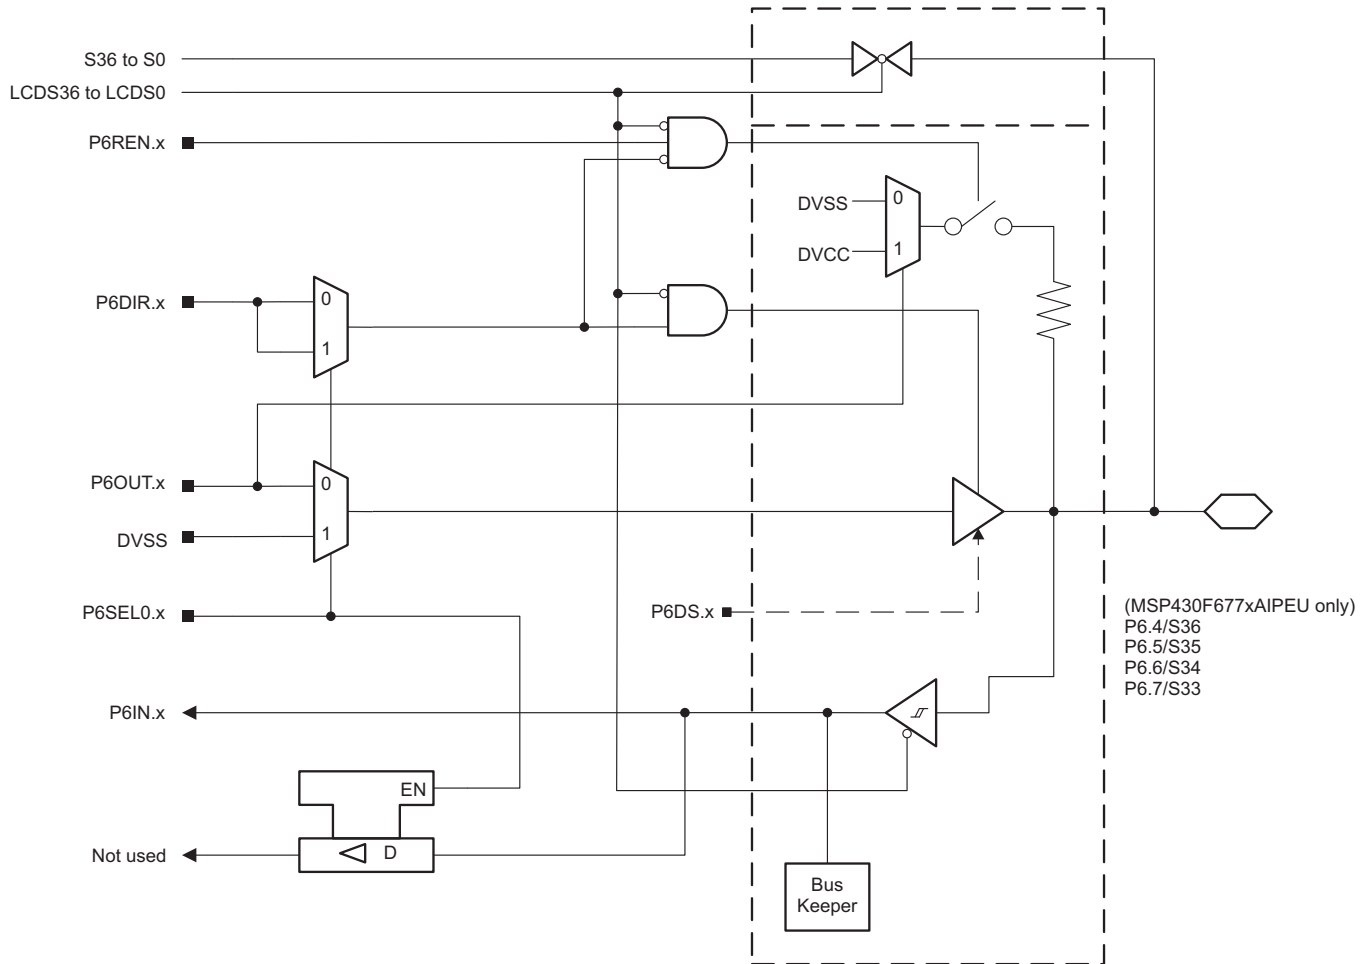 S36 to S0
LCDS36 to LCDS0
P6REN.x
DVSS
0
DVCC
1
P6DIR.x
0
1
P6OUT.x
0
DVSS
1
P6SEL0.x
P6DS.x
(MSP430F677xAIPEU only)
P6.4/S36
P6.5/S35
P6.6/S34
P6.7/S33
P6IN.x
EN
Not used
D
Bus
Keeper